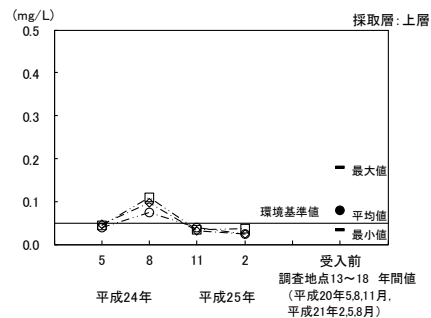 (mg/L)
採取層：上層
0.5
0.4
0.3
0.2
最大値
0.1
環境基準値
平均値
最小値
0.0
5 8 11 2 受入前
調査地点13～18 年間値
平成24年 平成25年
（平成20年5,8,11月,
平成21年2,5,8月）